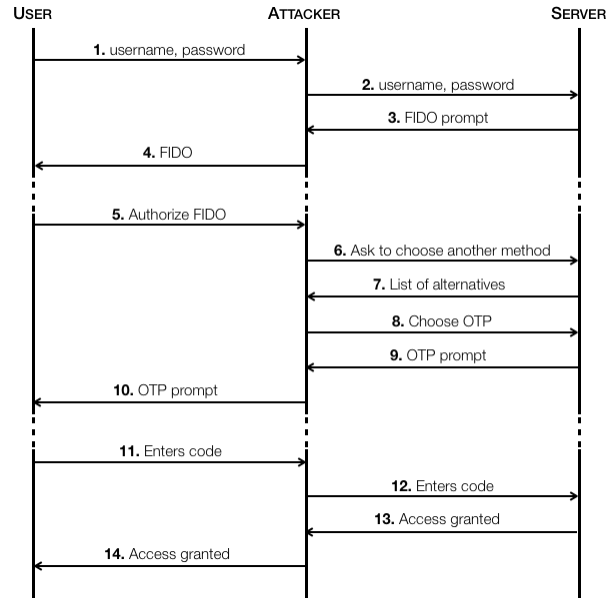 USER
ATTACKER
SERVER
1. username, password
2. username, password
3. FIDO prompt
4. FIDO
5. Authorize FIDO
6. Ask to choose another method
7. List of alternatives
8. Choose OTP
9. OTP prompt
10. OTP prompt
11. Enters code
12. Enters code
13. Access granted
14. Access granted